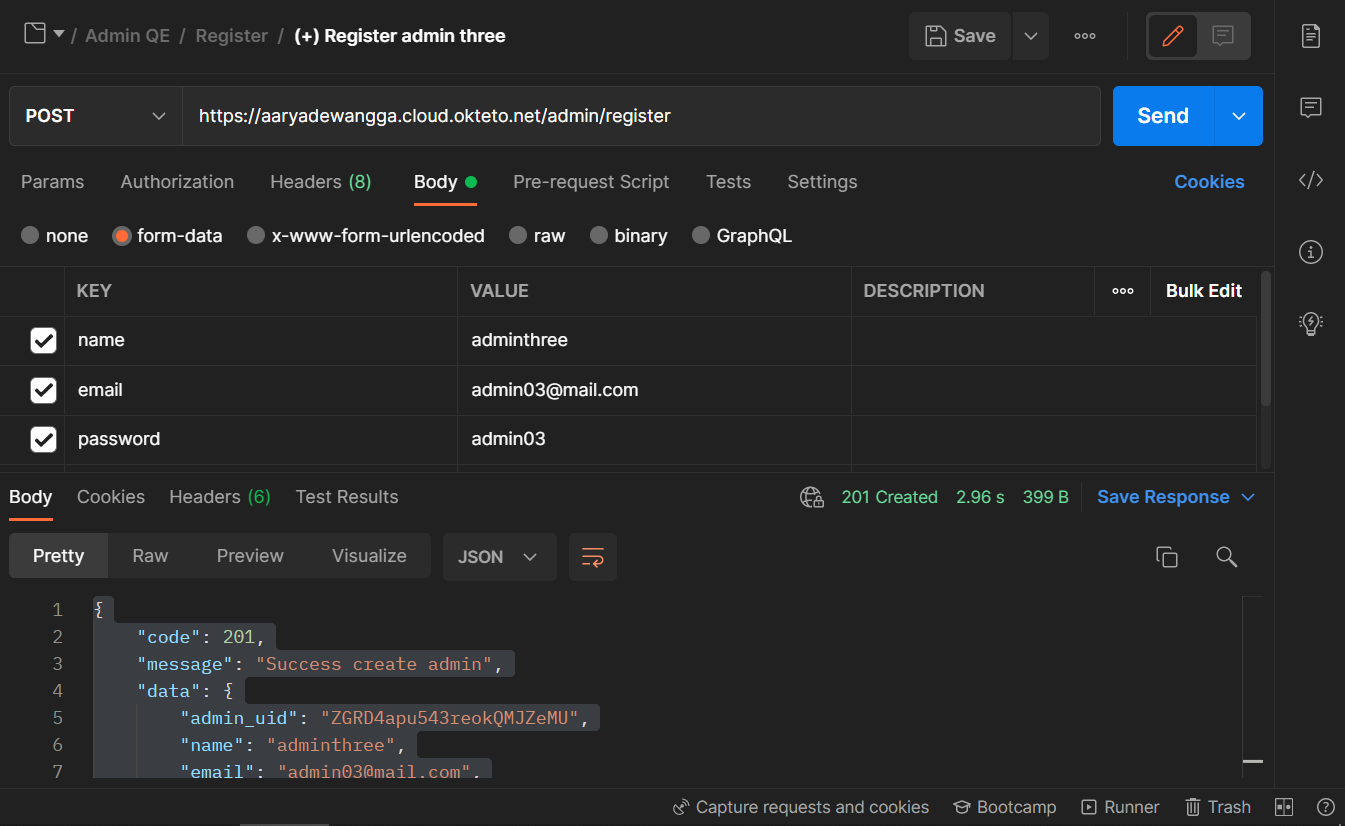 / Admin QE / Register / (+) Register admin three
Save
POST
https://aaryadewangga.cloud.okteto.net/admin/register
Send
Params Authorization Headers (8) Body Pre-request Script Tests Settings Cookies
none form-data x-www-form-urlencoded raw binary GraphQL
KEY VALUE DESCRIPTION Bulk Edit
name adminthree
email admin03@mail.com
password admin03
Body Cookies Headers (6) Test Results 201 Created 2.96 s 399 B Save Response
Pretty Raw Preview Visualize JSON
1 {
2 "code": 201,
3 "message": "Success create admin",
4 "data": {
5 "admin_uid": "ZGRD4apu543reokQMJZeMU",
6 "name": "adminthree",
7 "email": "admin03@mail.com",
Capture requests and cookies Bootcamp Runner Trash